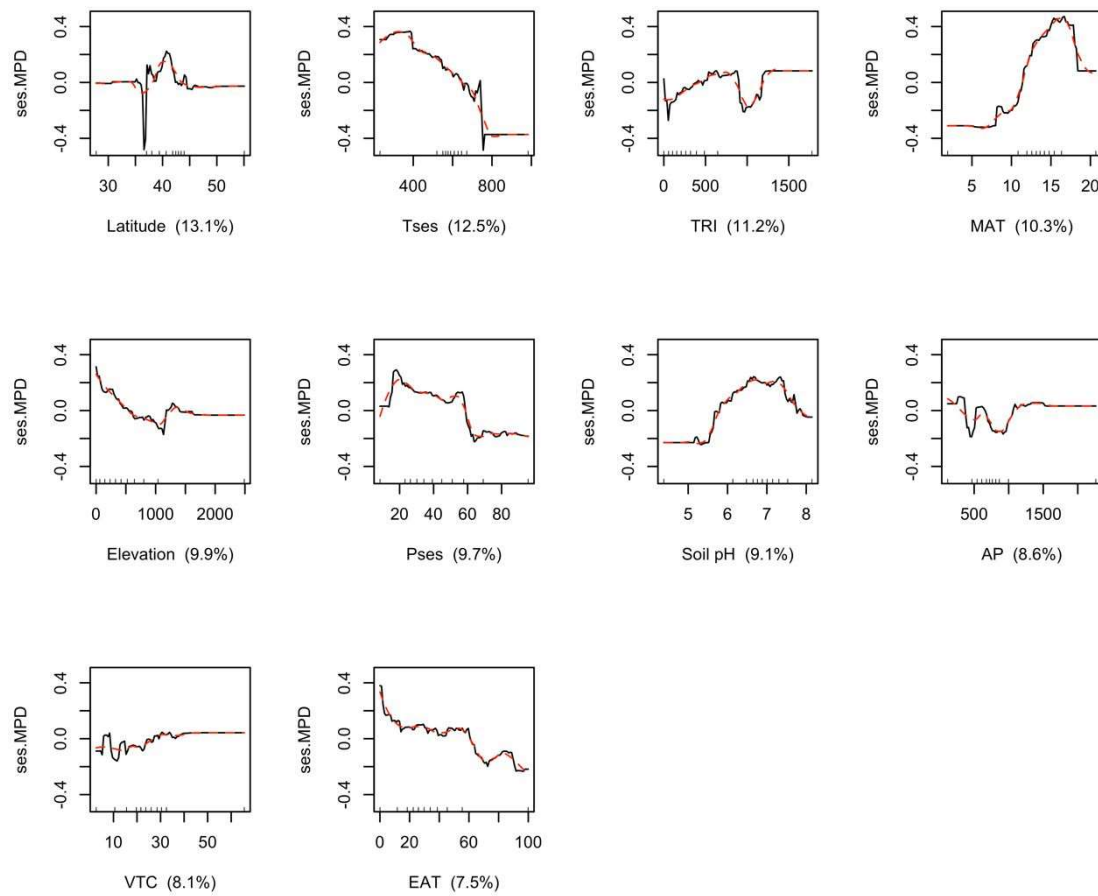 ses.MPD
0.4
0.0
-0.4
30 40 50
Latitude (13.1%)
ses.MPD
0.4
0.0
-0.4
400 800
Tses (12.5%)
ses.MPD
0.4
0.0
-0.4
0 500 1500
TRI (11.2%)
ses.MPD
0.4
0.0
-0.4
5 10 15 20
MAT (10.3%)
ses.MPD
0.4
0.0
-0.4
0 1000 2000
Elevation (9.9%)
ses.MPD
0.4
0.0
-0.4
20 40 60 80
Pses (9.7%)
ses.MPD
0.4
0.0
-0.4
5 6 7 8
Soil pH (9.1%)
ses.MPD
0.4
0.0
-0.4
500 1500
AP (8.6%)
ses.MPD
0.4
0.0
-0.4
10 30 50
VTC (8.1%)
ses.MPD
0.4
0.0
-0.4
0 20 60 100
EAT (7.5%)